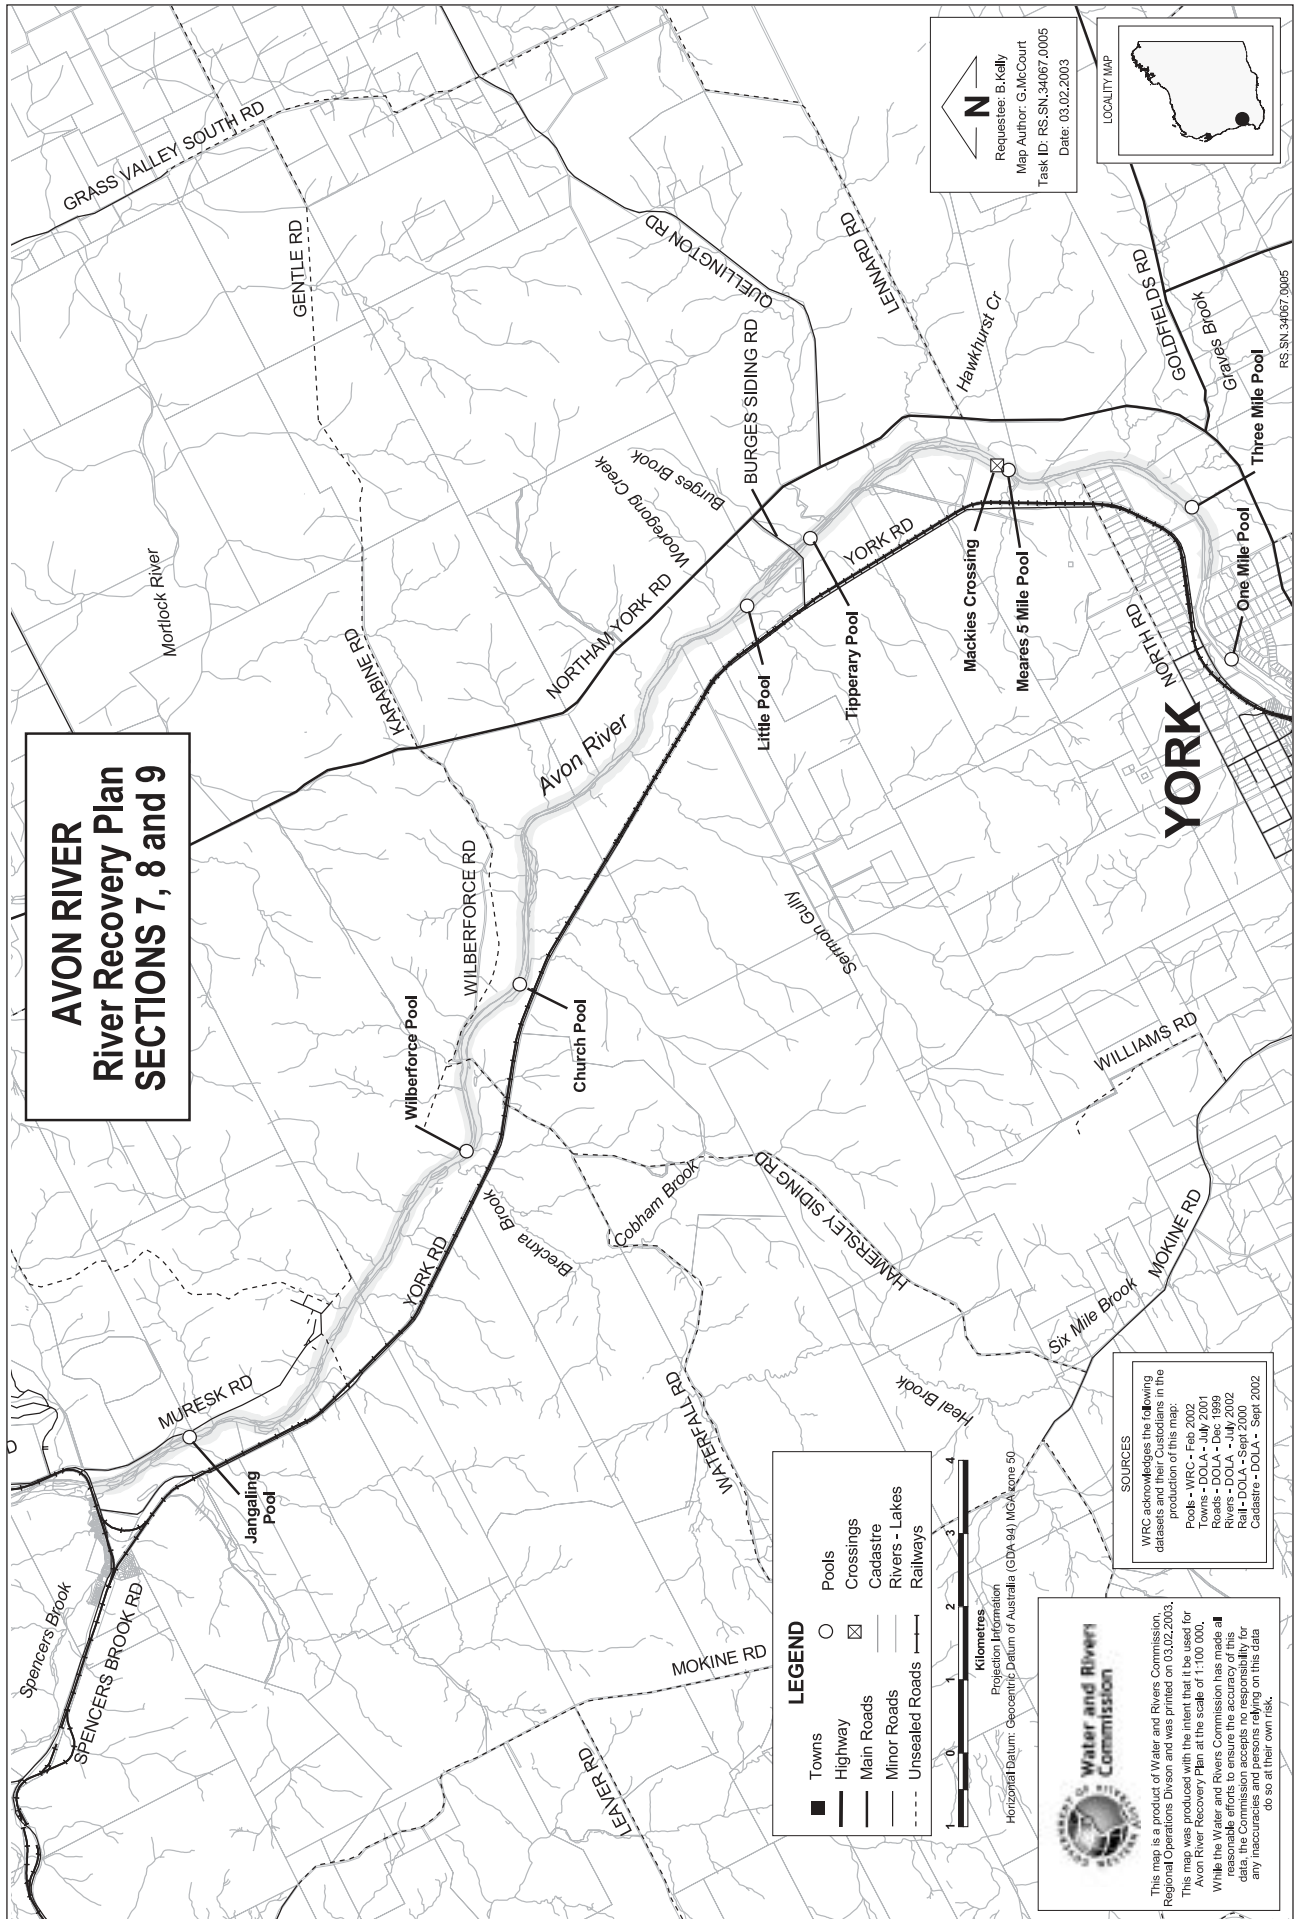 AVON RIVER
River Recovery Plan
SECTIONS 7, 8 and 9
GRASS VALLEY SOUTH RD
GENTLE RD
Mortlock River
KARABINE RD
QUELLINGTON RD
BURGES SIDING RD
Burges Brook
Wooregong Creek
NORTHAM YORK RD
LENNARD RD
Hawkhurst Cr
GOLDFIELDS RD
Graves Brook
Three Mile Pool
One Mile Pool
NORTH RD
YORK
Mackies Crossing
Meares 5 Mile Pool
YORK RD
Tipperary Pool
Little Pool
Avon River
WILBERFORCE RD
Wilberforce Pool
Church Pool
Sermon Gully
WILLIAMS RD
MOKINE RD
Six Mile Brook
Heal Brook
HAMERSLEY SIDING RD
Cobham Brook
Breckna Brook
YORK RD
WATERFALL RD
MURESK RD
Jangaling
Pool
Spencers Brook
SPENCERS BROOK RD
MOKINE RD
LEAVER RD
D
N
Requestee: B.Kelly
Map Author: G.McCourt
Task ID: RS.SN.34067.0005
Date: 03.02.2003
LOCALITY MAP
RS.SN.34067.0005
LEGEND
Towns
Highway
Main Roads
Minor Roads
Unsealed Roads
Pools
Crossings
Cadastre
Rivers - Lakes
Railways
1 0 1 2 3 4
Kilometres
Projection Information
Horizontal Datum: Geocentric Datum of Australia (GDA 94) MGA zone 50
SOURCES
WRC acknowledges the following
datasets and their Custodians in the
production of this map:
Pools - WRC - Feb 2002
Towns - DOLA - July 2001
Roads - DOLA - Dec 1999
Rivers - DOLA - July 2002
Rail - DOLA - Sept 2000
Cadastre - DOLA - Sept 2002
GOVERNMENT OF
WESTERN
Water and Rivers
Commission
This map is a product of Water and Rivers Commission,
Regional Operations Divson and was printed on 03.02.2003.
This map was produced with the intent that it be used for
Avon River Recovery Plan at the scale of 1:100 000.
While the Water and Rivers Commission has made all
reasonable efforts to ensure the accuracy of this
data, the Commission accepts no responsibility for
any inaccuracies and persons relying on this data
do so at their own risk.